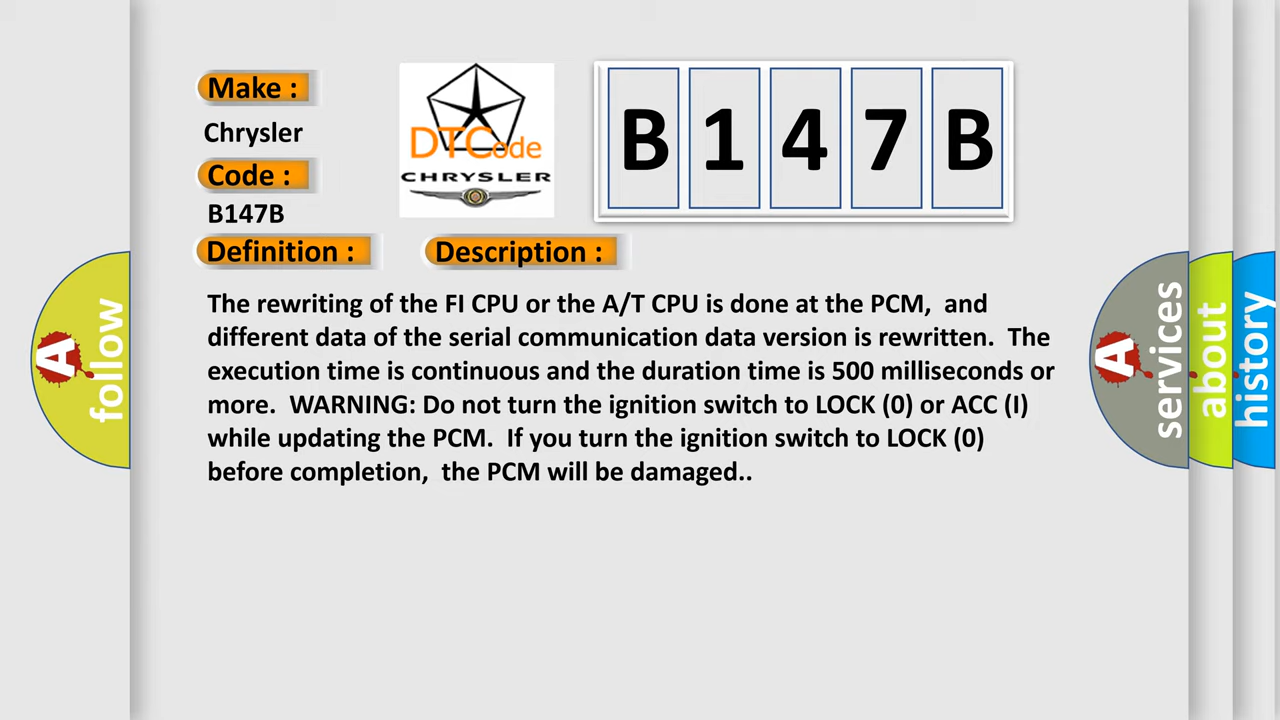 Make :
Chrysler
Code :
B147B
Definition :
Description :
DTCode
CHRYSLER
B 1 4 7 B
The rewriting of the FI CPU or the A/T CPU is done at the PCM, and
different data of the serial communication data version is rewritten. The
execution time is continuous and the duration time is 500 milliseconds or
more. WARNING: Do not turn the ignition switch to LOCK (0) or ACC (I)
while updating the PCM. If you turn the ignition switch to LOCK (0)
before completion, the PCM will be damaged..
A follow
A services
about
history